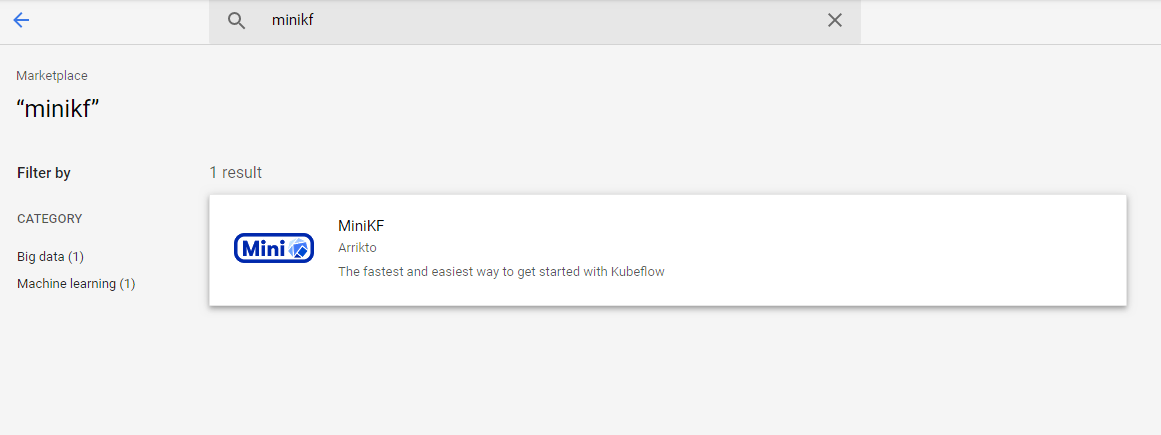 minikf
Marketplace
“minikf”
Filter by
CATEGORY
Big data (1)
Machine learning (1)
1 result
Mini
MiniKF
Arrikto
The fastest and easiest way to get started with Kubeflow